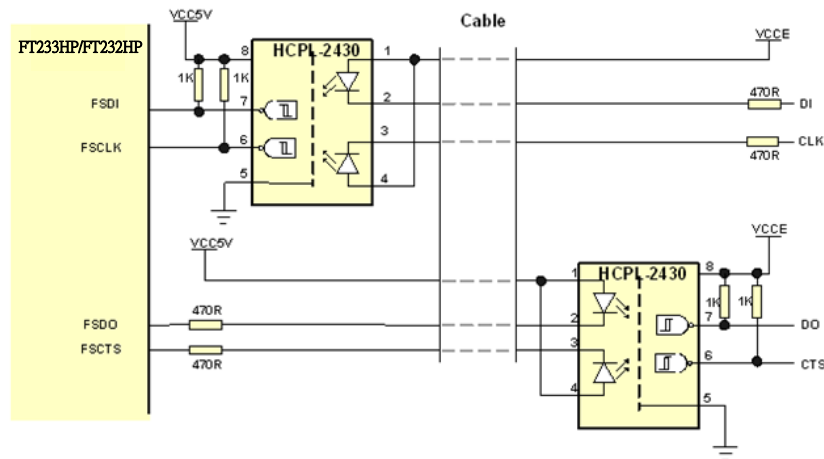 VCC5V
Cable
VCCE
FT233HP/FT232HP
HCPL-2430
8
1
1K
1K
470R
FSDI
7
2
DI
3
FSCLK
6
CLK
470R
5
4
VCC5V
VCCE
HCPL-2430
1
8
470R
1K
1K
FSDO
2
7
DO
FSCTS
3
6
CTS
470R
4
5